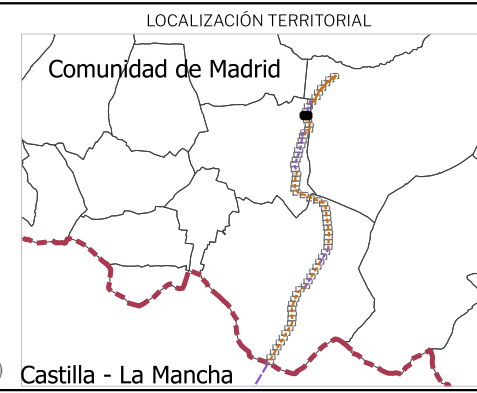 LOCALIZACIÓN TERRITORIAL
Comunidad de Madrid
Castilla - La Mancha